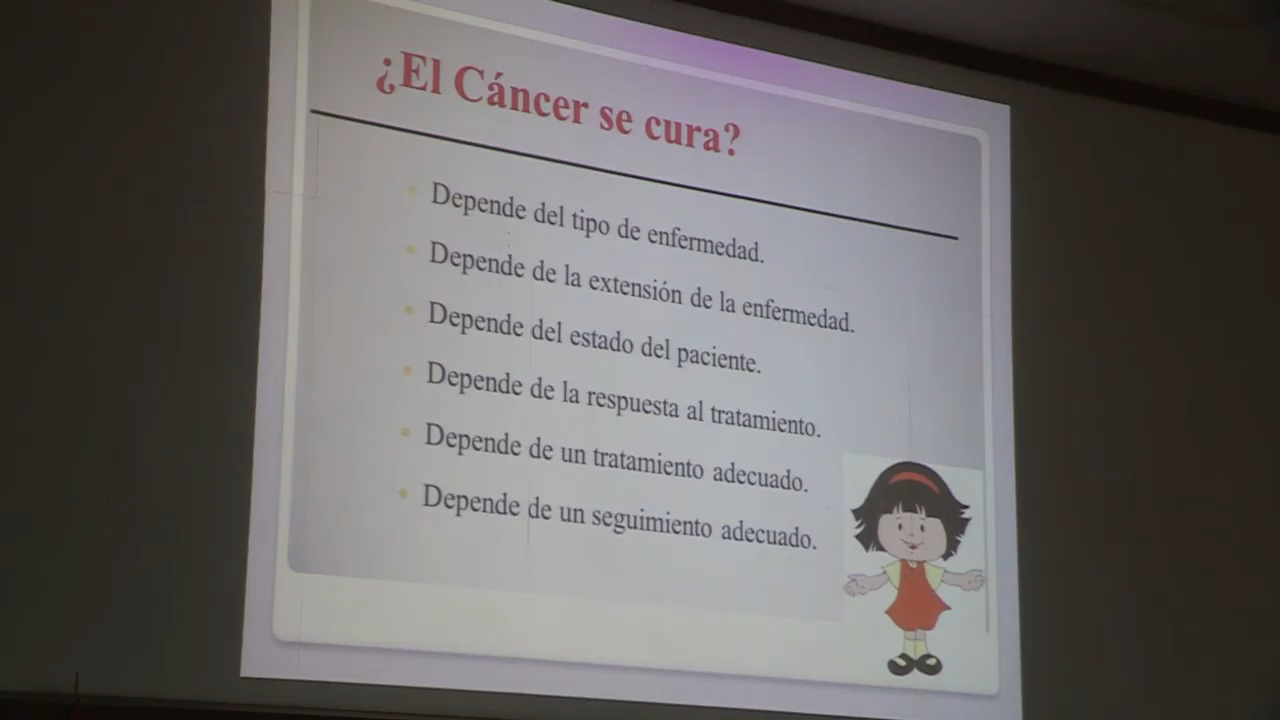 ¿El Cáncer se cura?
Depende del tipo de enfermedad.
Depende de la extensión de la enfermedad.
Depende del estado del paciente.
Depende de la respuesta al tratamiento.
Depende de un tratamiento adecuado.
Depende de un seguimiento adecuado.